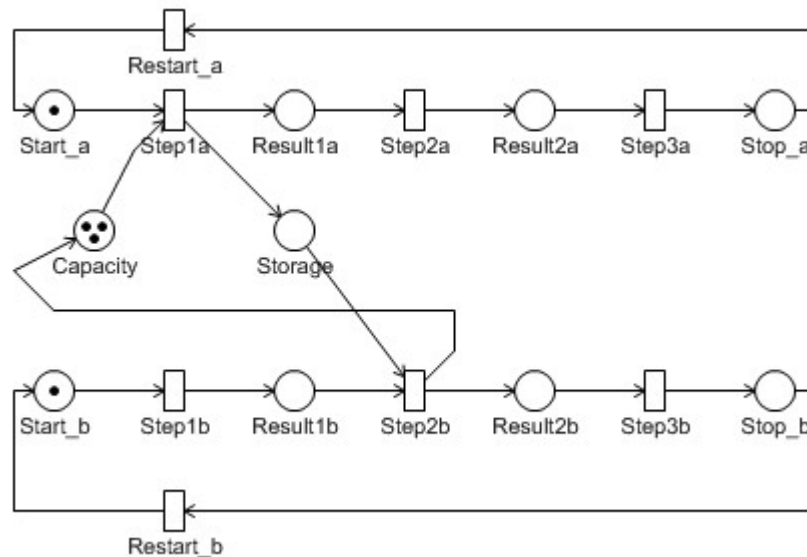 Restart_a
Start_a Step1a Result1a Step2a Result2a Step3a Stop_a
Capacity Storage
Start_b Step1b Result1b Step2b Result2b Step3b Stop_b
Restart_b